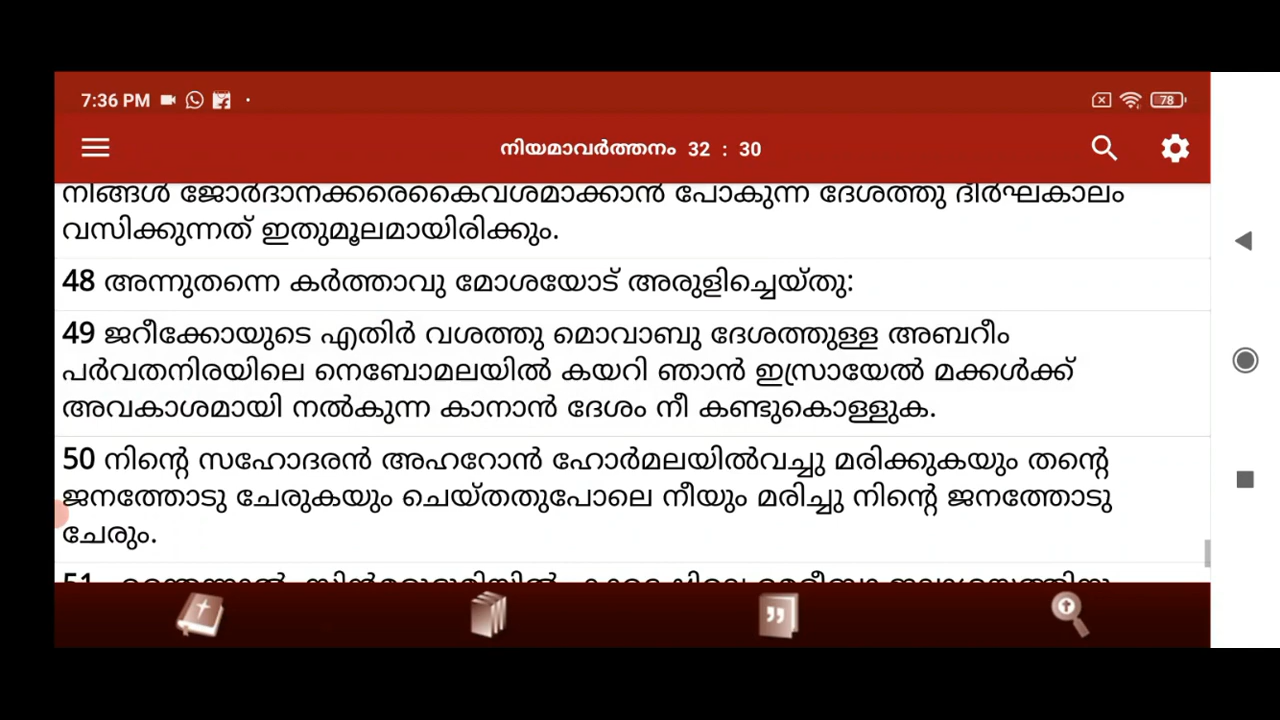 7:36 PM
78
നിയമാവർത്തനം 32 : 30
നിങ്ങൾ ജോർദാനക്കരെകൈവശമാക്കാൻ പോകുന്ന ദേശത്തു ദീർഘകാലം
വസിക്കുന്നത് ഇതുമൂലമായിരിക്കും.
48 അന്നുതന്നെ കർത്താവു മോശയോട് അരുളിച്ചെയ്തു:
49 ജറീക്കോയുടെ എതിർ വശത്തു മൊവാബു ദേശത്തുള്ള അബറീം
പർവതനിരയിലെ നെബോമലയിൽ കയറി ഞാൻ ഇസ്രായേൽ മക്കൾക്ക്
അവകാശമായി നൽകുന്ന കാനാൻ ദേശം നീ കണ്ടുകൊള്ളുക.
50 നിന്റെ സഹോദരൻ അഹറോൻ ഹോർമലയിൽവച്ചു മരിക്കുകയും തന്റെ
ജനത്തോടു ചേരുകയും ചെയ്തതുപോലെ നീയും മരിച്ചു നിന്റെ ജനത്തോടു
ചേരും.
51